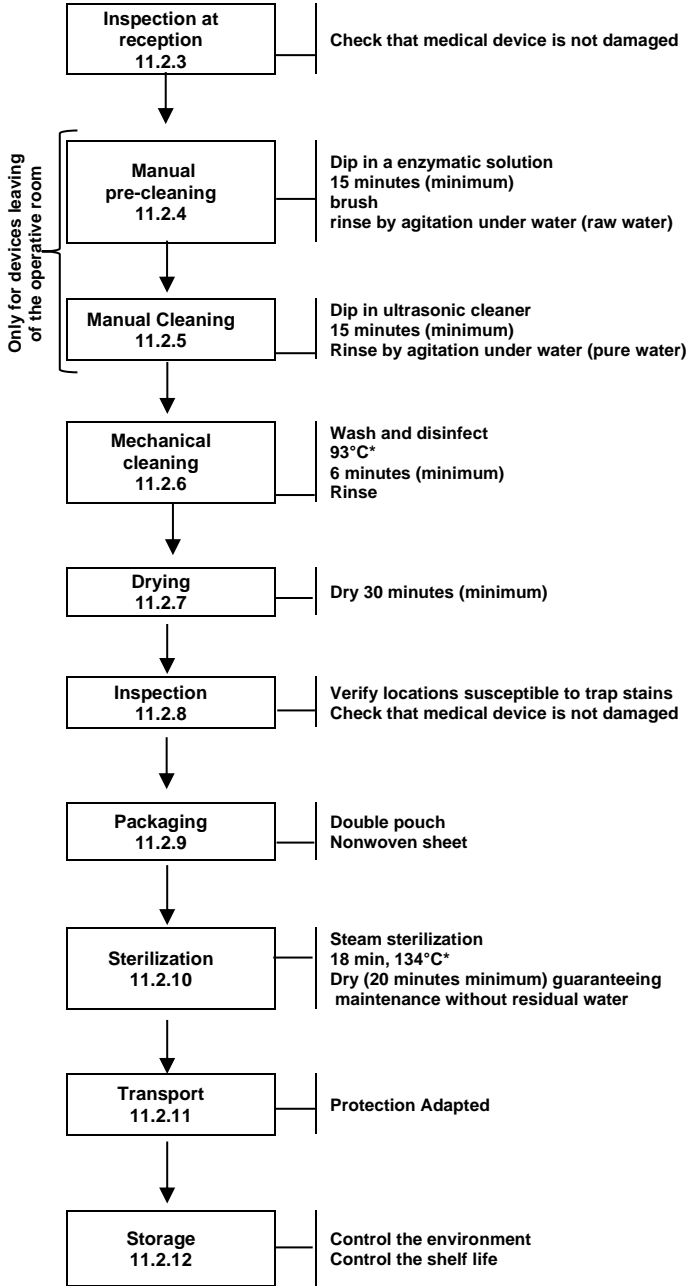 Inspection at
reception
11.2.3
Check that medical device is not damaged
Only for devices leaving
of the operative room
Manual
pre-cleaning
11.2.4
Dip in a enzymatic solution
15 minutes (minimum)
brush
rinse by agitation under water (raw water)
Manual Cleaning
11.2.5
Dip in ultrasonic cleaner
15 minutes (minimum)
Rinse by agitation under water (pure water)
Mechanical
cleaning
11.2.6
Wash and disinfect
93°C*
6 minutes (minimum)
Rinse
Drying
11.2.7
Dry 30 minutes (minimum)
Inspection
11.2.8
Verify locations susceptible to trap stains
Check that medical device is not damaged
Packaging
11.2.9
Double pouch
Nonwoven sheet
Sterilization
11.2.10
Steam sterilization
18 min, 134°C*
Dry (20 minutes minimum) guaranteeing
maintenance without residual water
Transport
11.2.11
Protection Adapted
Storage
11.2.12
Control the environment
Control the shelf life